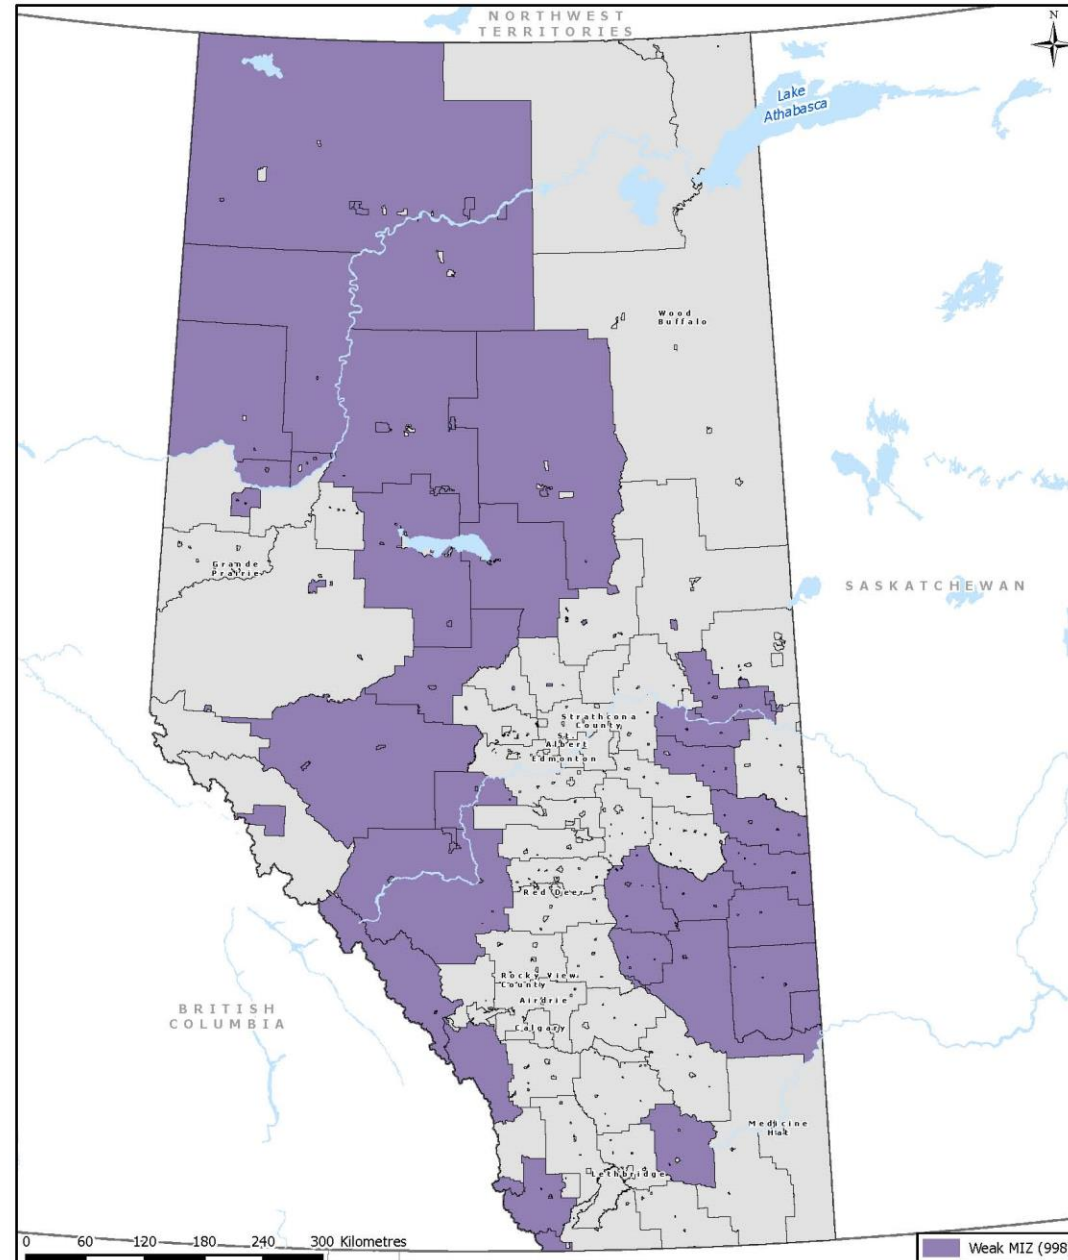 NORTHWEST
TERRITORIES
N
Lake
Athabasca
Wood
Buffalo
Grande
Prairie
SASKATCHEWAN
Strathcona
County
St.
Albert
Edmonton
Red Deer
Rocky View
County
Airdrie
Calgary
BRITISH
COLUMBIA
Medicine
Hat
Lethbridge
0 60 120 180 240 300 Kilometres
Weak MIZ (998